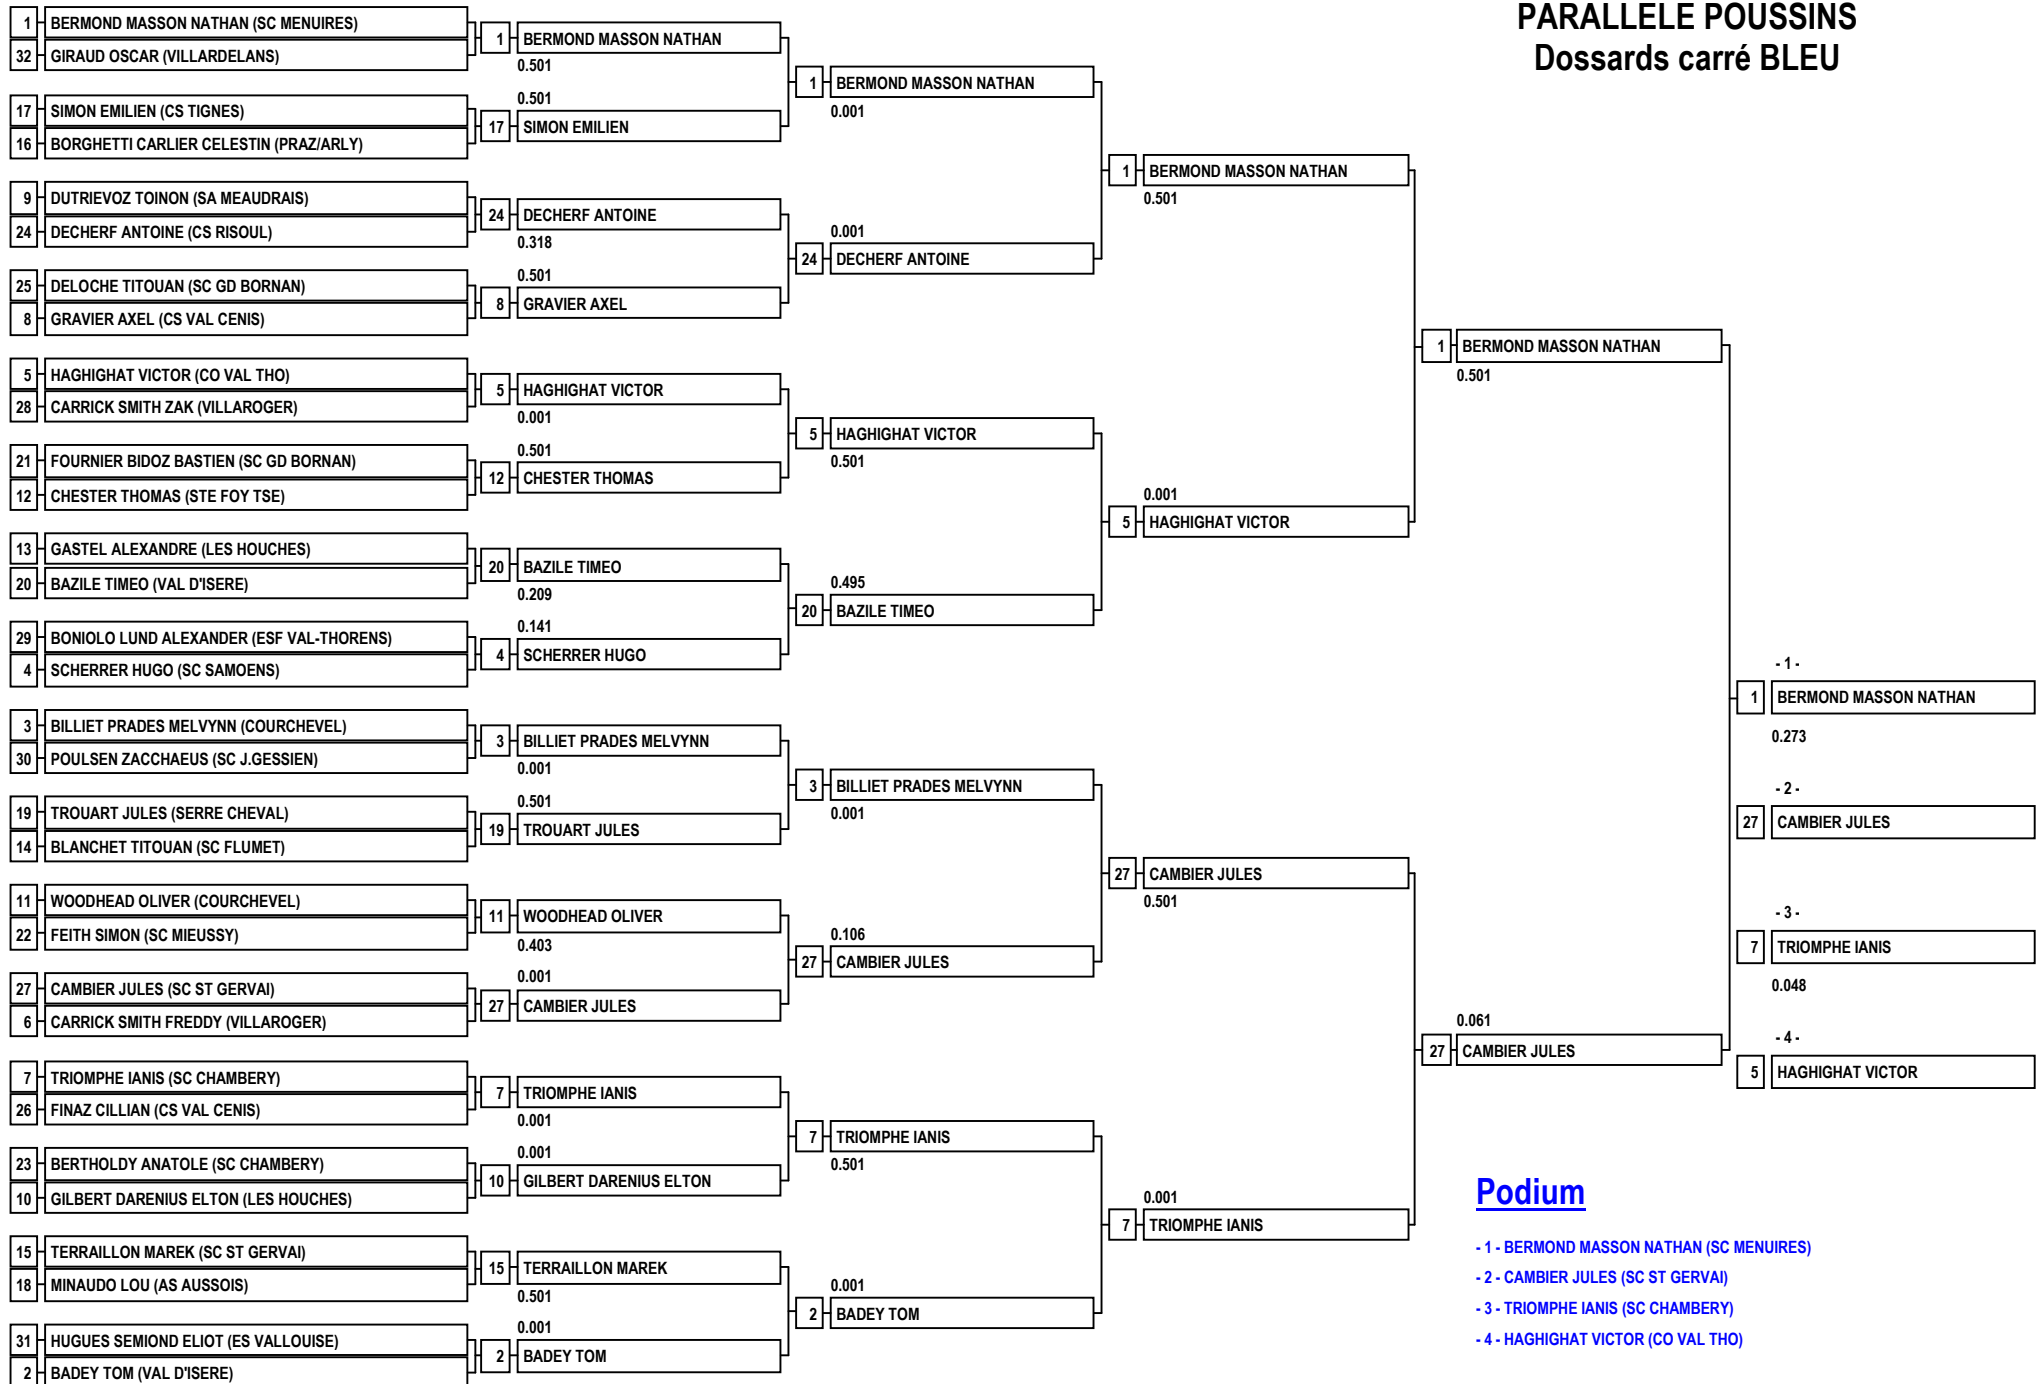 PARALLELE POUSSINS
Dossards carré BLEU
1 BERMOND MASSON NATHAN (SC MENUIRES)
32 GIRAUD OSCAR (VILLARDELANS)
17 SIMON EMILIEN (CS TIGNES)
16 BORGHETTI CARLIER CELESTIN (PRAZ/ARLY)
9 DUTRIEVOZ TOINON (SA MEAUDRAIS)
24 DECHERF ANTOINE (CS RISOUL)
25 DELOCHE TITOUAN (SC GD BORNAN)
8 GRAVIER AXEL (CS VAL CENIS)
5 HAGHIGHAT VICTOR (CO VAL THO)
28 CARRICK SMITH ZAK (VILLAROGER)
21 FOURNIER BIDOZ BASTIEN (SC GD BORNAN)
12 CHESTER THOMAS (STE FOY TSE)
13 GASTEL ALEXANDRE (LES HOUCHES)
20 BAZILE TIMEO (VAL D'ISERE)
29 BONIOLO LUND ALEXANDER (ESF VAL-THORENS)
4 SCHERRER HUGO (SC SAMOENS)
3 BILLIET PRADES MELVYNN (COURCHEVEL)
30 POULSEN ZACCHAEUS (SC J.GESSIEN)
19 TROUART JULES (SERRE CHEVAL)
14 BLANCHET TITOUAN (SC FLUMET)
11 WOODHEAD OLIVER (COURCHEVEL)
22 FEITH SIMON (SC MIEUSSY)
27 CAMBIER JULES (SC ST GERVAI)
6 CARRICK SMITH FREDDY (VILLAROGER)
7 TRIOMPHE IANIS (SC CHAMBERY)
26 FINAZ CILLIAN (CS VAL CENIS)
23 BERTHOLDY ANATOLE (SC CHAMBERY)
10 GILBERT DARENIUS ELTON (LES HOUCHES)
15 TERRAILLON MAREK (SC ST GERVAI)
18 MINAUDO LOU (AS AUSSOIS)
31 HUGUES SEMIOND ELIOT (ES VALLOUISE)
2 BADEY TOM (VAL D'ISERE)
1 BERMOND MASSON NATHAN
0.501
0.501
17 SIMON EMILIEN
24 DECHERF ANTOINE
0.318
0.501
8 GRAVIER AXEL
5 HAGHIGHAT VICTOR
0.001
0.501
12 CHESTER THOMAS
20 BAZILE TIMEO
0.209
0.141
4 SCHERRER HUGO
3 BILLIET PRADES MELVYNN
0.001
0.501
19 TROUART JULES
11 WOODHEAD OLIVER
0.403
0.001
27 CAMBIER JULES
7 TRIOMPHE IANIS
0.001
0.001
10 GILBERT DARENIUS ELTON
15 TERRAILLON MAREK
0.501
0.001
2 BADEY TOM
1 BERMOND MASSON NATHAN
0.001
0.001
24 DECHERF ANTOINE
5 HAGHIGHAT VICTOR
0.501
0.495
20 BAZILE TIMEO
3 BILLIET PRADES MELVYNN
0.001
0.106
27 CAMBIER JULES
7 TRIOMPHE IANIS
0.501
0.001
2 BADEY TOM
1 BERMOND MASSON NATHAN
0.501
0.001
5 HAGHIGHAT VICTOR
27 CAMBIER JULES
0.501
0.001
7 TRIOMPHE IANIS
1 BERMOND MASSON NATHAN
0.501
0.061
27 CAMBIER JULES
- 1 -
1 BERMOND MASSON NATHAN
0.273
- 2 -
27 CAMBIER JULES
- 3 -
7 TRIOMPHE IANIS
0.048
- 4 -
5 HAGHIGHAT VICTOR
Podium
- 1 - BERMOND MASSON NATHAN (SC MENUIRES)
- 2 - CAMBIER JULES (SC ST GERVAI)
- 3 - TRIOMPHE IANIS (SC CHAMBERY)
- 4 - HAGHIGHAT VICTOR (CO VAL THO)